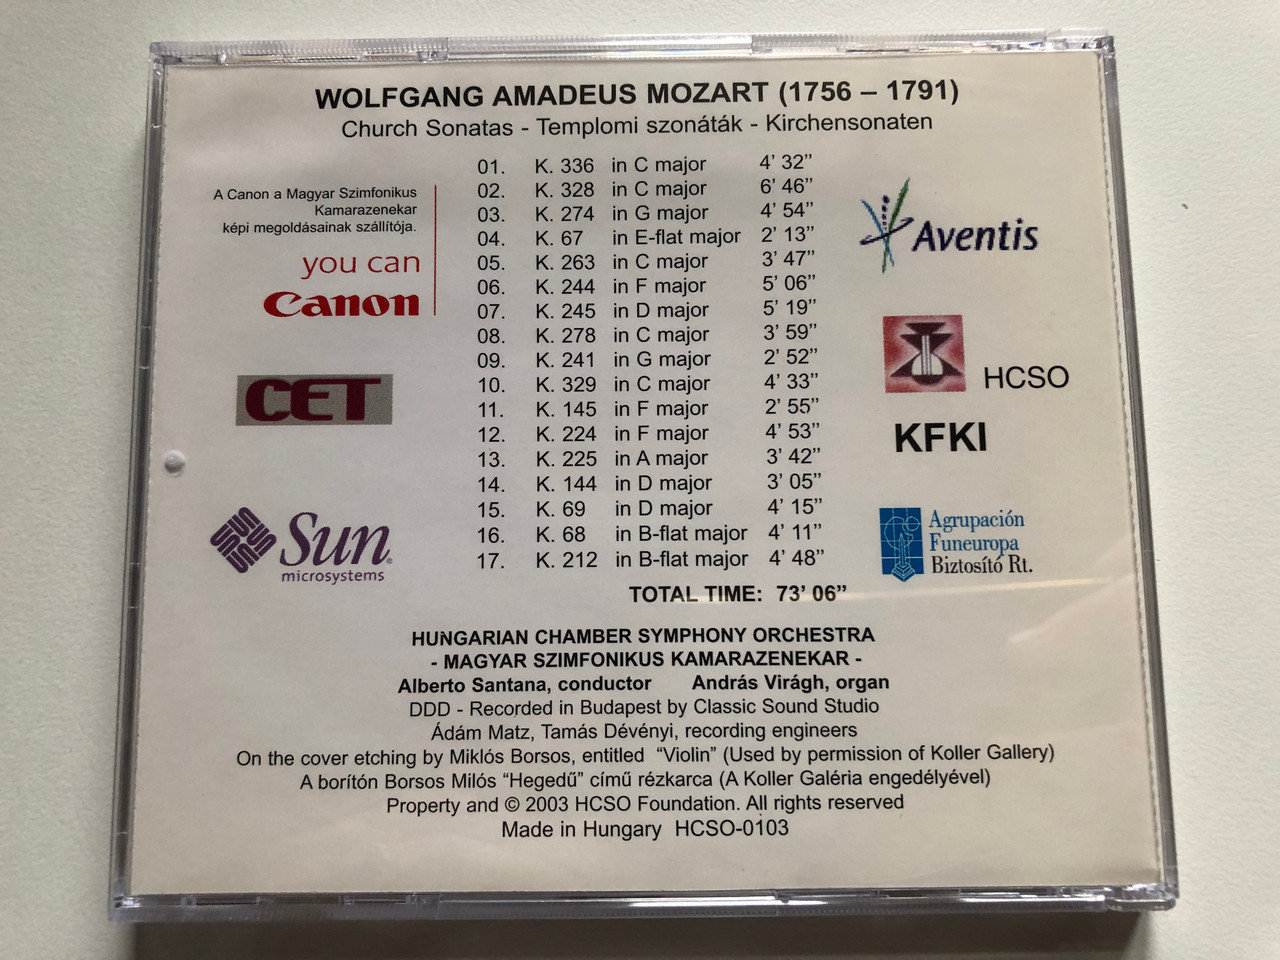 WOLFGANG AMADEUS MOZART (1756 – 1791)
Church Sonatas - Templomi szonáták - Kirchensonaten
01. K. 336 in C major 4’ 32”
02. K. 328 in C major 6’ 46”
03. K. 274 in G major 4’ 54”
04. K. 67 in E-flat major 2’ 13”
05. K. 263 in C major 3’ 47”
06. K. 244 in F major 5’ 06”
07. K. 245 in D major 5’ 19”
08. K. 278 in C major 3’ 59”
09. K. 241 in G major 2’ 52”
10. K. 329 in C major 4’ 33”
11. K. 145 in F major 2’ 55”
12. K. 224 in F major 4’ 53”
13. K. 225 in A major 3’ 42”
14. K. 144 in D major 3’ 05”
15. K. 69 in D major 4’ 15”
16. K. 68 in B-flat major 4’ 11”
17. K. 212 in B-flat major 4’ 48”
TOTAL TIME: 73’ 06”
A Canon a Magyar Szimfonikus
Kamarazenekar
képi megoldásainak szállítója.
you can
Canon
CET
Sun
microsystems
Aventis
HCSO
KFKI
Agrupación
Funeuropa
Biztosító Rt.
HUNGARIAN CHAMBER SYMPHONY ORCHESTRA
- MAGYAR SZIMFONIKUS KAMARAZENEKAR -
Alberto Santana, conductor András Virágh, organ
DDD - Recorded in Budapest by Classic Sound Studio
Ádám Matz, Tamás Dévényi, recording engineers
On the cover etching by Miklós Borsos, entitled “Violin” (Used by permission of Koller Gallery)
A borítón Borsos Milós “Hegedű” című rézkarca (A Koller Galéria engedélyével)
Property and © 2003 HCSO Foundation. All rights reserved
Made in Hungary HCSO-0103